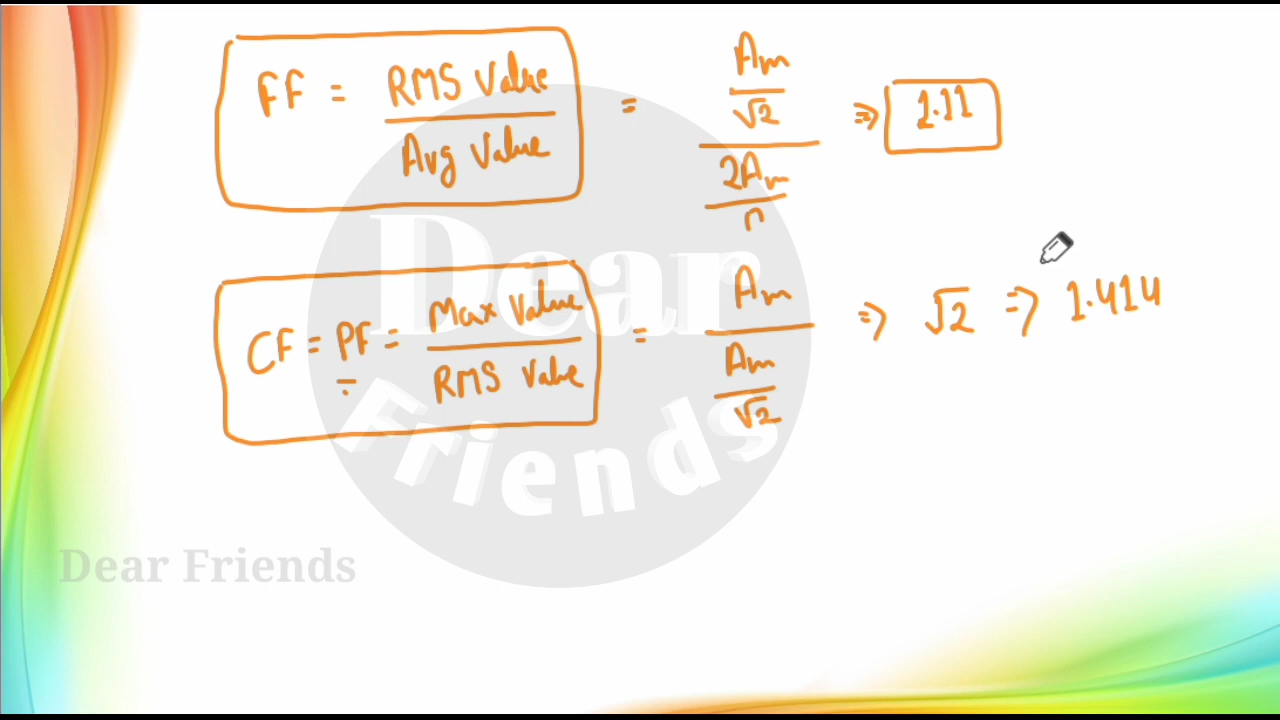 FF = RMS Value / Avg Value = (Am/√2) / (2Am/π) ⇒ 1.11
CF = PF = Max Value / RMS Value = Am / (Am/√2) ⇒ √2 ⇒ 1.414
Dear
Friends
Dear Friends